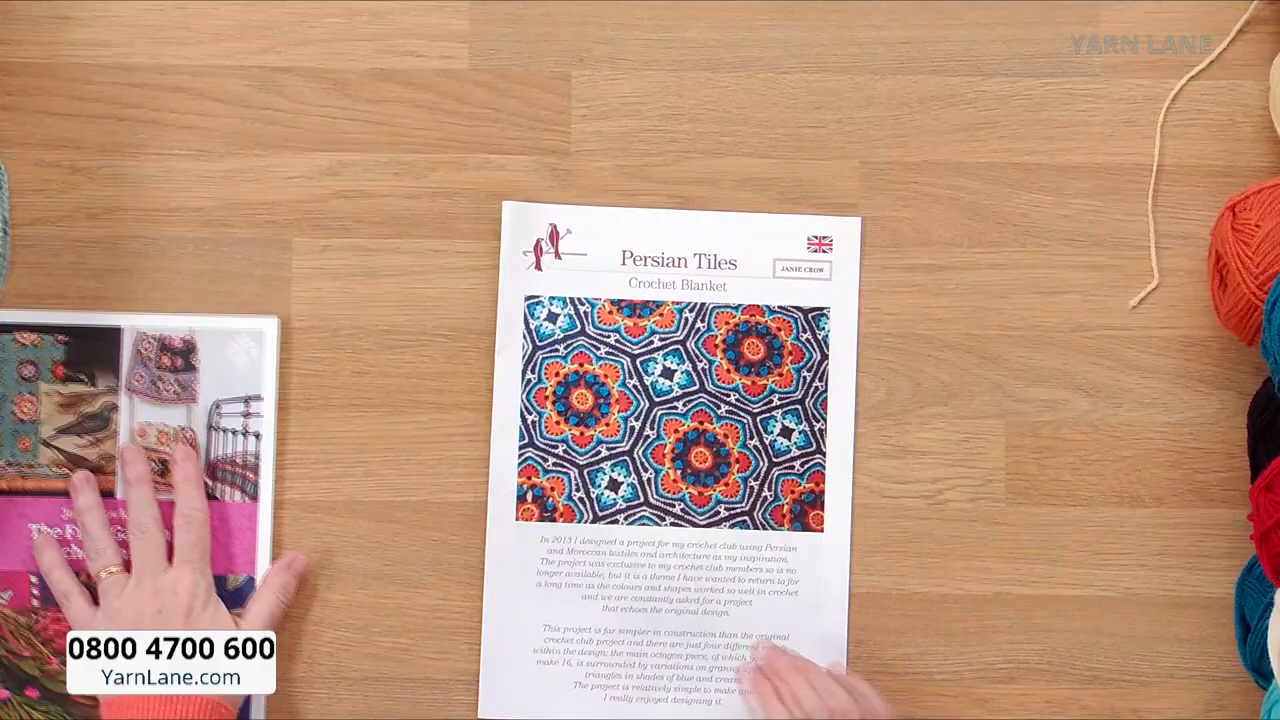 YARN LANE
Persian Tiles
JANIE CROW
Crochet Blanket
In 2013 I designed a project for my crochet club using Persian
and Moroccan textiles and architecture as my inspiration.
The project was exclusive to my crochet club members so is no
longer available, but it is a theme I have wanted to return to for
a long time as the colours and shapes worked so well in crochet
and we are constantly asked for a project
that echoes the original design.
This project is far simpler in construction than the original
crochet club project and there are just four different
within the design; the main octagon piece, of which
make 16, is surrounded by variations on granny
triangles in shades of blue and cream.
The project is relatively simple to make and
I really enjoyed designing it.
The
0800 4700 600
YarnLane.com